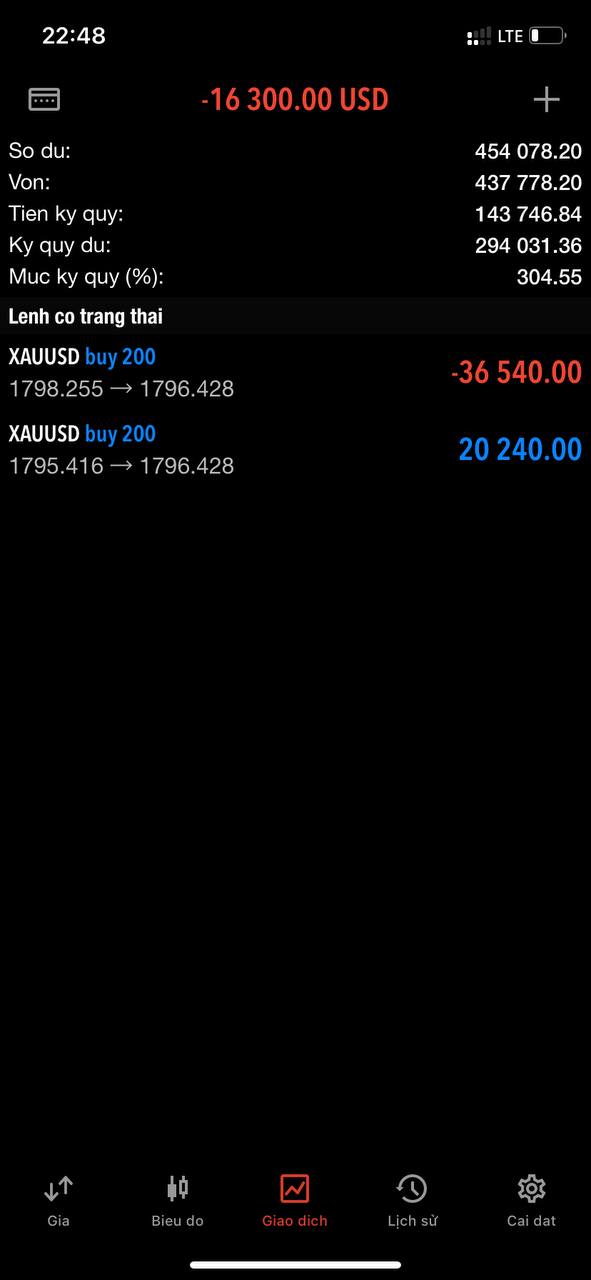 22:48 LTE
-16 300.00 USD
So du: 454 078.20
Von: 437 778.20
Tien ky quy: 143 746.84
Ky quy du: 294 031.36
Muc ky quy (%): 304.55
Lenh co trang thai
XAUUSD buy 200
1798.255 → 1796.428 -36 540.00
XAUUSD buy 200
1795.416 → 1796.428 20 240.00
Gia Bieu do Giao dich Lịch sử Cai dat